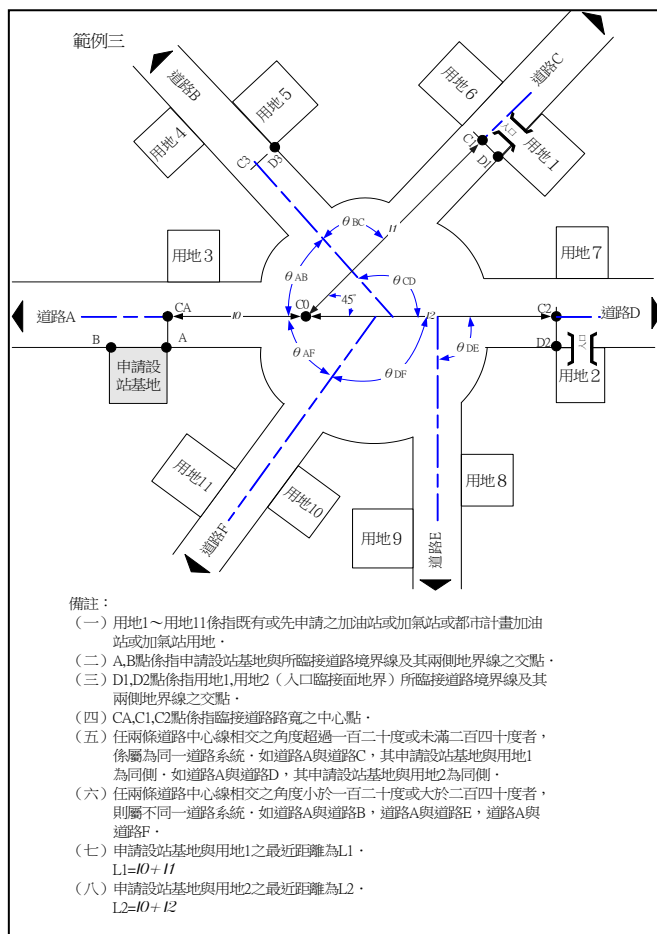 範例三
道路B
用地5
用地4
C3
D3
用地6
道路C
入口
用地1
C1
D1
θBC
l1
θAB
θCD
用地3
用地7
道路A
CA
l0
C0
45°
l2
C2
道路D
B
A
θAF
θDF
θDE
D2
入口
用地2
申請設
站基地
用地11
用地10
用地8
用地9
道路F
道路E
備註：
（一）用地1～用地11係指既有或先申請之加油站或加氣站或都市計畫加油
站或加氣站用地．
（二）A,B點係指申請設站基地與所臨接道路境界線及其兩側地界線之交點．
（三）D1,D2點係指用地1,用地2（入口臨接面地界）所臨接道路境界線及其
兩側地界線之交點．
（四）CA,C1,C2點係指臨接道路路寬之中心點．
（五）任兩條道路中心線相交之角度超過一百二十度或未滿二百四十度者，
係屬為同一道路系統．如道路A與道路C，其申請設站基地與用地1
為同側．如道路A與道路D，其申請設站基地與用地2為同側．
（六）任兩條道路中心線相交之角度小於一百二十度或大於二百四十度者，
則屬不同一道路系統．如道路A與道路B，道路A與道路E，道路A與
道路F．
（七）申請設站基地與用地1之最近距離為L1．
L1=l0+l1
（八）申請設站基地與用地2之最近距離為L2．
L2=l0+l2